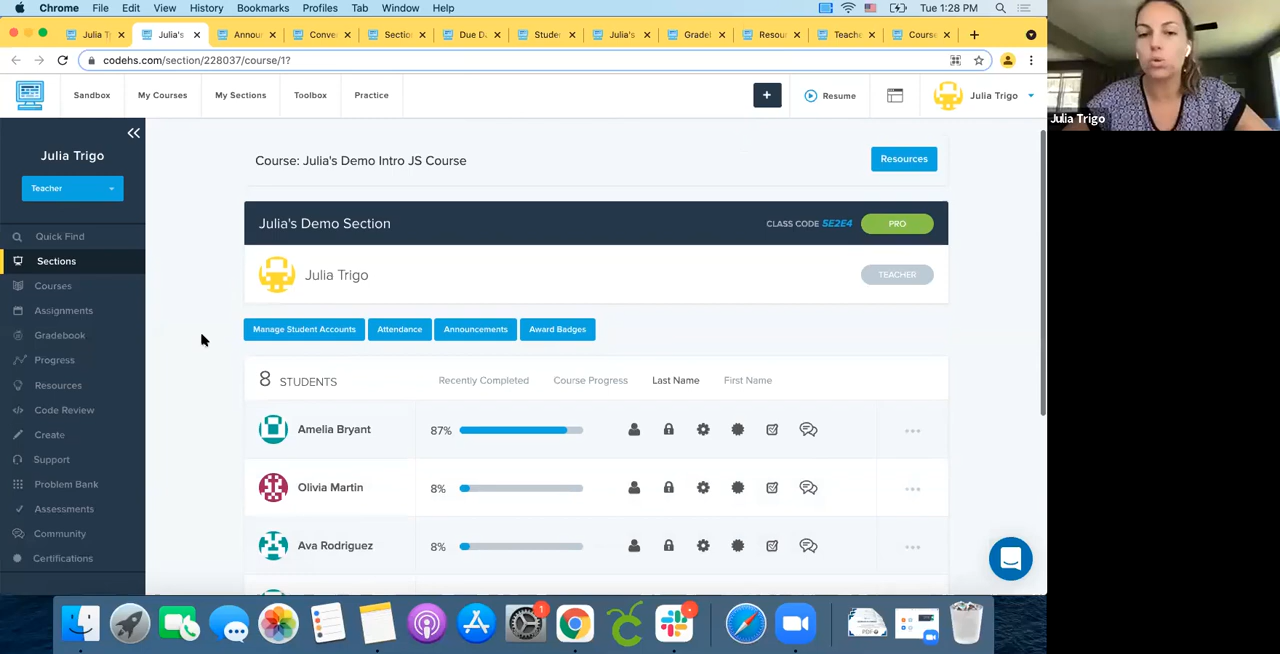 Chrome File Edit View History Bookmarks Profiles Tab Window Help Tue 1:28 PM
Julia T Julia's Annou Conve Sectio Due D Stude Julia's Grade Resou Teache Course
codehs.com/section/228037/course/1?
Sandbox My Courses My Sections Toolbox Practice + Resume Julia Trigo
Julia Trigo
Julia Trigo
Teacher
Quick Find
Sections
Courses
Assignments
Gradebook
Progress
Resources
Code Review
Create
Support
Problem Bank
Assessments
Community
Certifications
Course: Julia's Demo Intro JS Course Resources
Julia's Demo Section CLASS CODE 5E2E4 PRO
Julia Trigo TEACHER
Manage Student Accounts Attendance Announcements Award Badges
8 STUDENTS Recently Completed Course Progress Last Name First Name
Amelia Bryant 87%
Olivia Martin 8%
Ava Rodriguez 8%
1
PDF